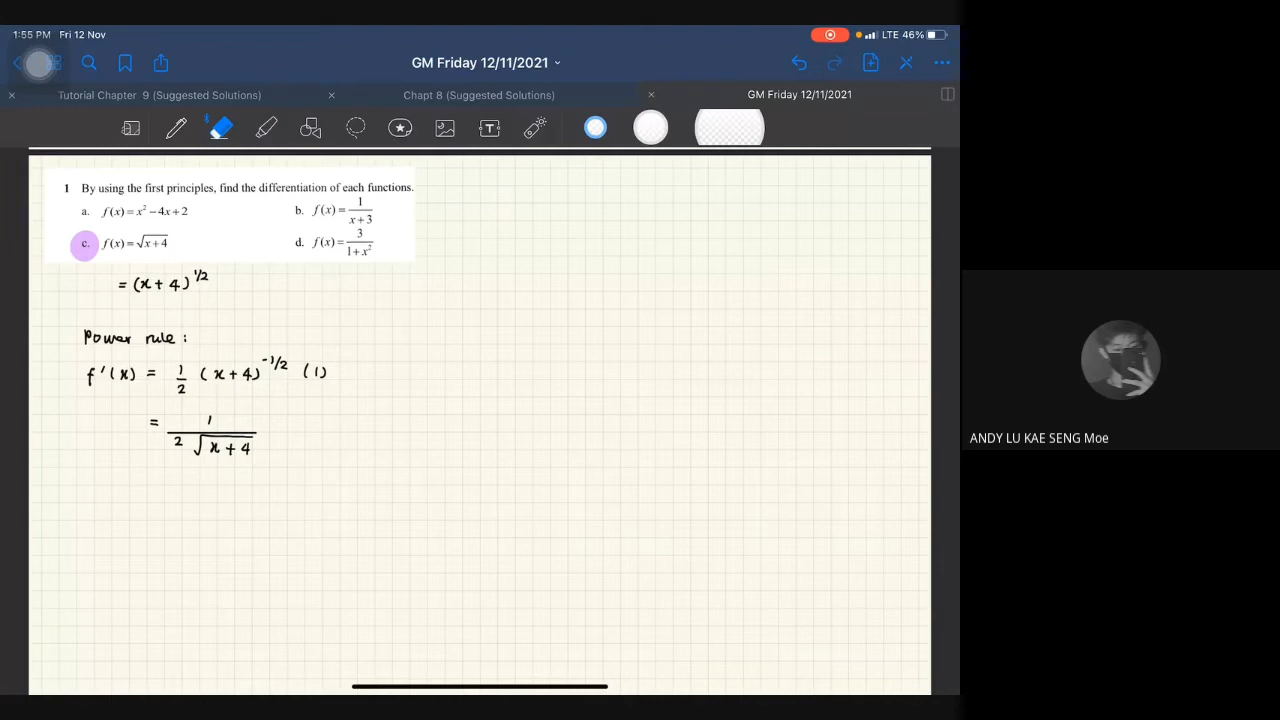 1:55 PM Fri 12 Nov
LTE 46%
GM Friday 12/11/2021
Tutorial Chapter 9 (Suggested Solutions)
Chapt 8 (Suggested Solutions)
GM Friday 12/11/2021
1 By using the first principles, find the differentiation of each functions.
a. f(x) = x² − 4x + 2
b. f(x) = 1/(x+3)
c. f(x) = √(x+4)
d. f(x) = 3/(1+x²)
= (x + 4)^1/2
Power rule :
f'(x) = 1/2 (x + 4)^-1/2 (1)
= 1/(2 √(x + 4))
ANDY LU KAE SENG Moe